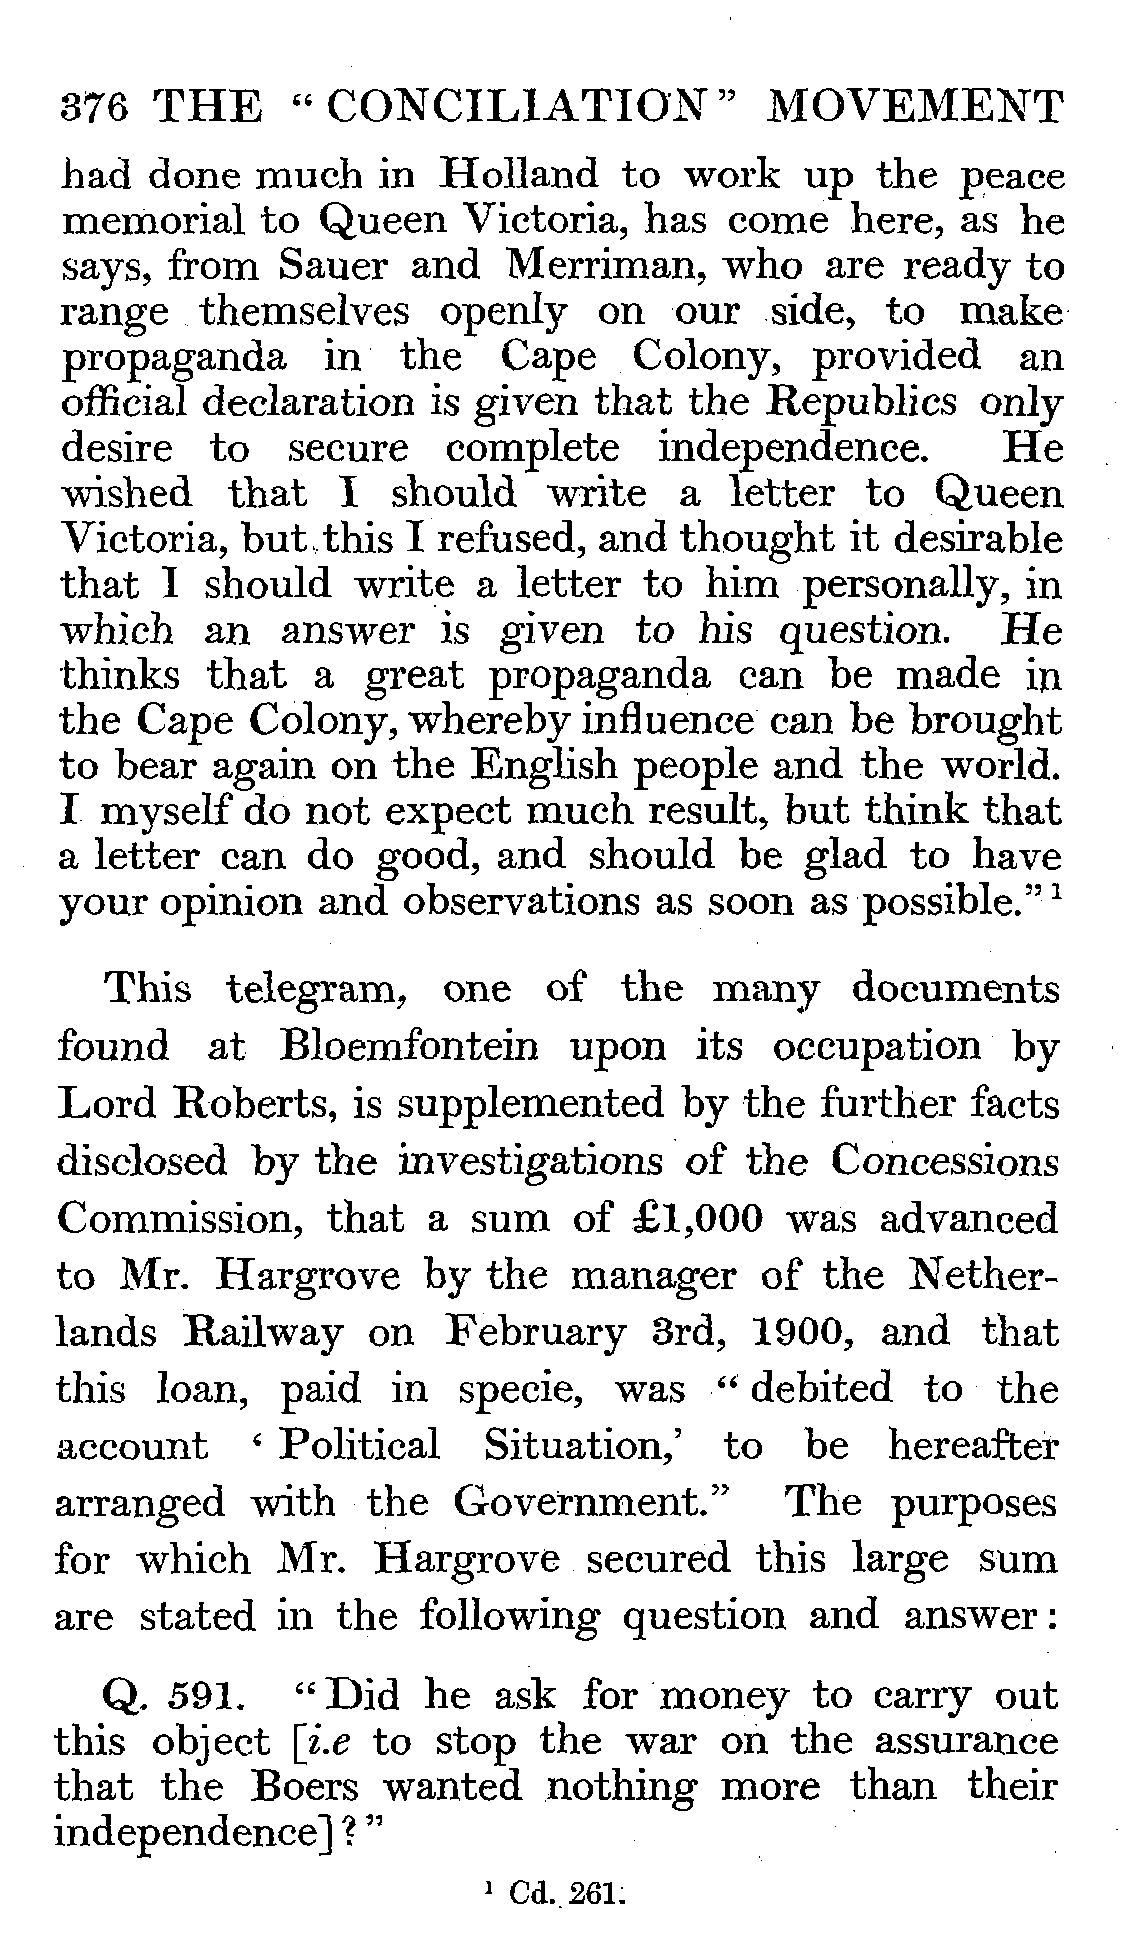 376 THE " CONCILIATION" MOVEMENT
had done much in Holland to work up the peace
memorial to Queen Victoria, has come here, as he
says, from Sauer and Merriman, who are ready to
range themselves openly on our side, to make
propaganda in the Cape Colony, provided an
official declaration is given that the Republics only
desire to secure complete independence. He
wished that I should write a letter to Queen
Victoria, but this I refused, and thought it desirable
that I should write a letter to him personally, in
which an answer is given to his question. He
thinks that a great propaganda can be made in
the Cape Colony, whereby influence can be brought
to bear again on the English people and the world.
I myself do not expect much result, but think that
a letter can do good, and should be glad to have
your opinion and observations as soon as possible." ¹
This telegram, one of the many documents
found at Bloemfontein upon its occupation by
Lord Roberts, is supplemented by the further facts
disclosed by the investigations of the Concessions
Commission, that a sum of £1,000 was advanced
to Mr. Hargrove by the manager of the Nether-
lands Railway on February 3rd, 1900, and that
this loan, paid in specie, was " debited to the
account ' Political Situation,' to be hereafter
arranged with the Government." The purposes
for which Mr. Hargrove secured this large sum
are stated in the following question and answer :
Q. 591. " Did he ask for money to carry out
this object [i.e to stop the war on the assurance
that the Boers wanted nothing more than their
independence] ? "
¹ Cd. 261.